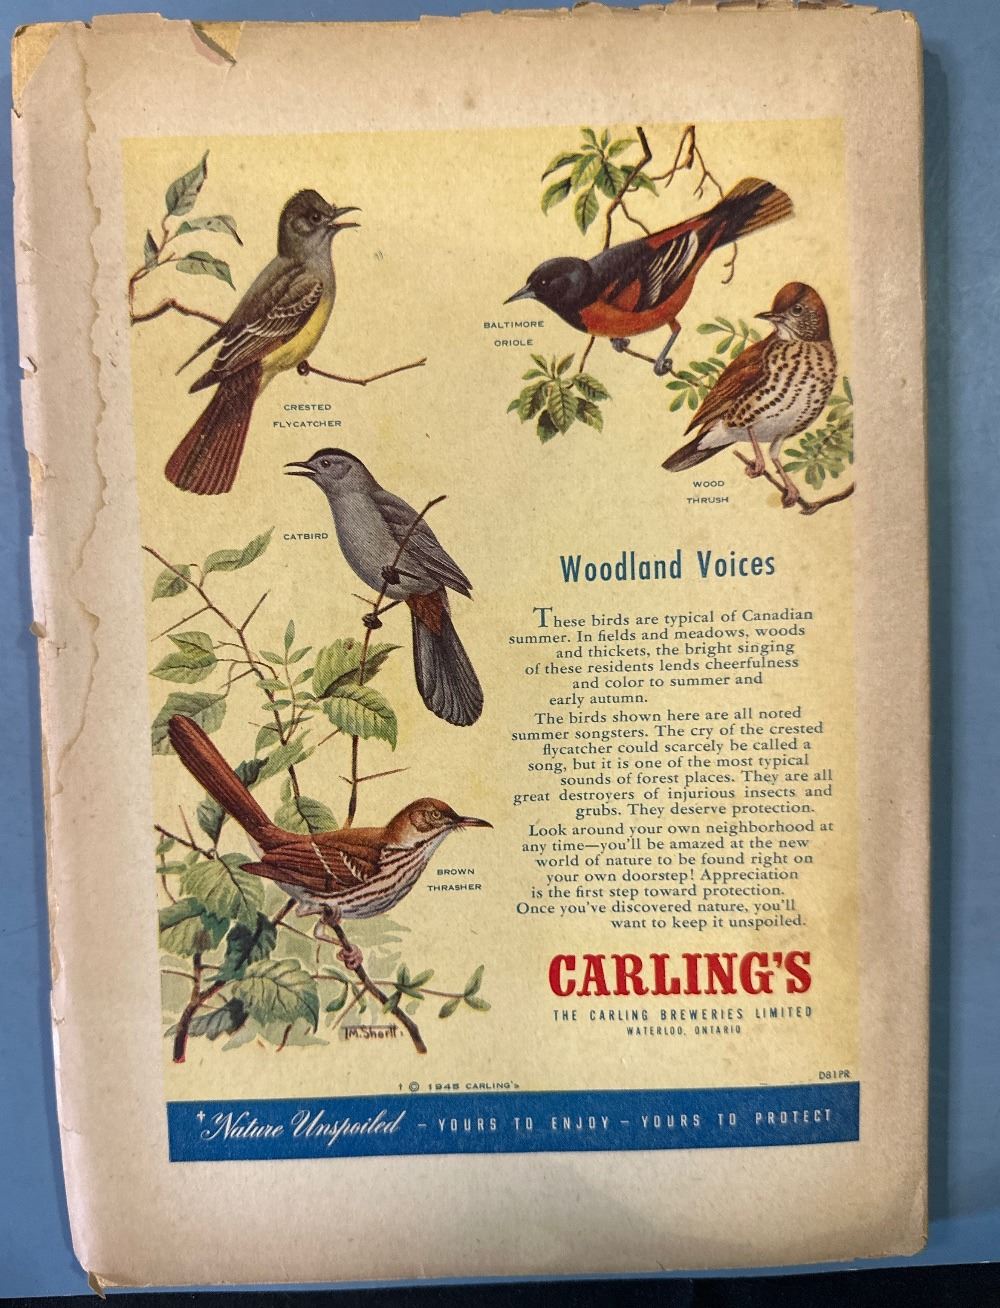 CRESTED
FLYCATCHER
BALTIMORE
ORIOLE
WOOD
THRUSH
CATBIRD
BROWN
THRASHER
Woodland Voices
These birds are typical of Canadian
summer. In fields and meadows, woods
and thickets, the bright singing
of these residents lends cheerfulness
and color to summer and
early autumn.
The birds shown here are all noted
summer songsters. The cry of the crested
flycatcher could scarcely be called a
song, but it is one of the most typical
sounds of forest places. They are all
great destroyers of injurious insects and
grubs. They deserve protection.
Look around your own neighborhood at
any time—you'll be amazed at the new
world of nature to be found right on
your own doorstep! Appreciation
is the first step toward protection.
Once you've discovered nature, you'll
want to keep it unspoiled.
CARLING'S
THE CARLING BREWERIES LIMITED
WATERLOO, ONTARIO
T.M. Shortt
† © 1948 CARLING'S
D81PR
†Nature Unspoiled – YOURS TO ENJOY – YOURS TO PROTECT